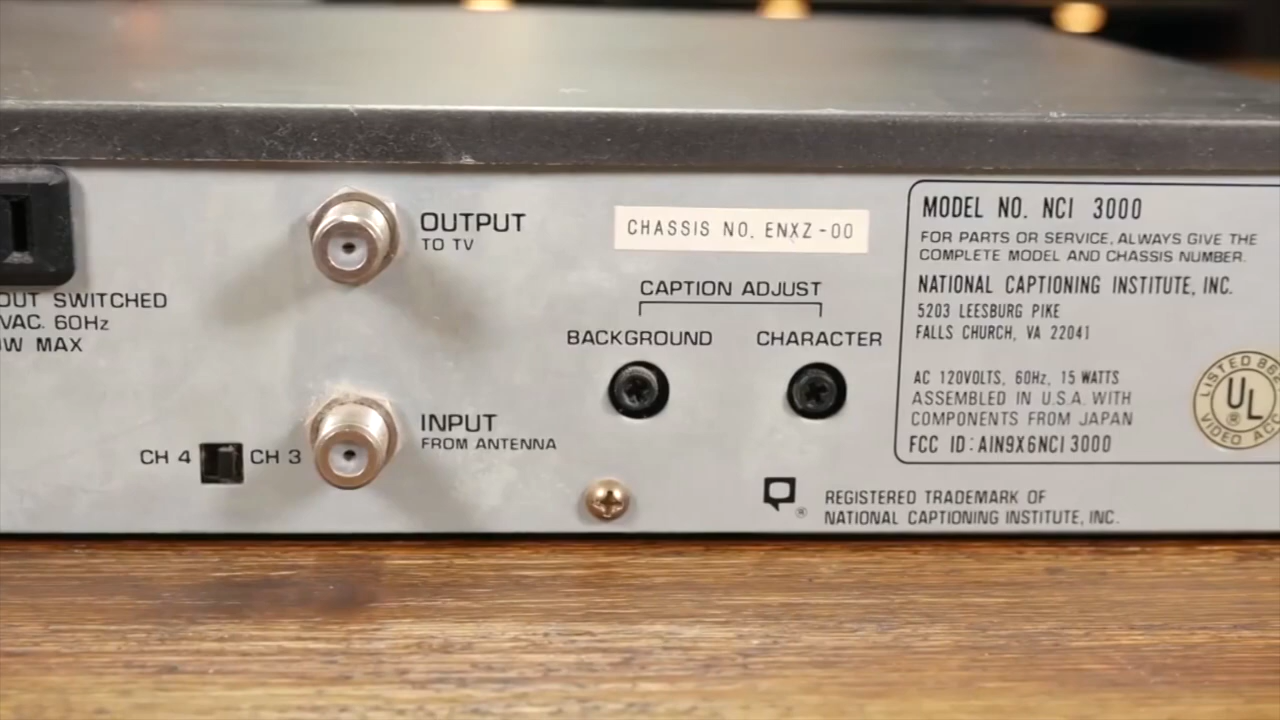 OUTPUT
TO TV
OUT SWITCHED
VAC. 60Hz
W MAX
INPUT
FROM ANTENNA
CH 4
CH 3
CHASSIS NO. ENXZ-00
CAPTION ADJUST
BACKGROUND
CHARACTER
MODEL NO. NCI 3000
FOR PARTS OR SERVICE, ALWAYS GIVE THE
COMPLETE MODEL AND CHASSIS NUMBER.
NATIONAL CAPTIONING INSTITUTE, INC.
5203 LEESBURG PIKE
FALLS CHURCH, VA 22041
AC 120VOLTS, 60Hz, 15 WATTS
ASSEMBLED IN U.S.A. WITH
COMPONENTS FROM JAPAN
FCC ID: AIN9X6NCI 3000
LISTED
UL
®
VIDEO
®
REGISTERED TRADEMARK OF
NATIONAL CAPTIONING INSTITUTE, INC.